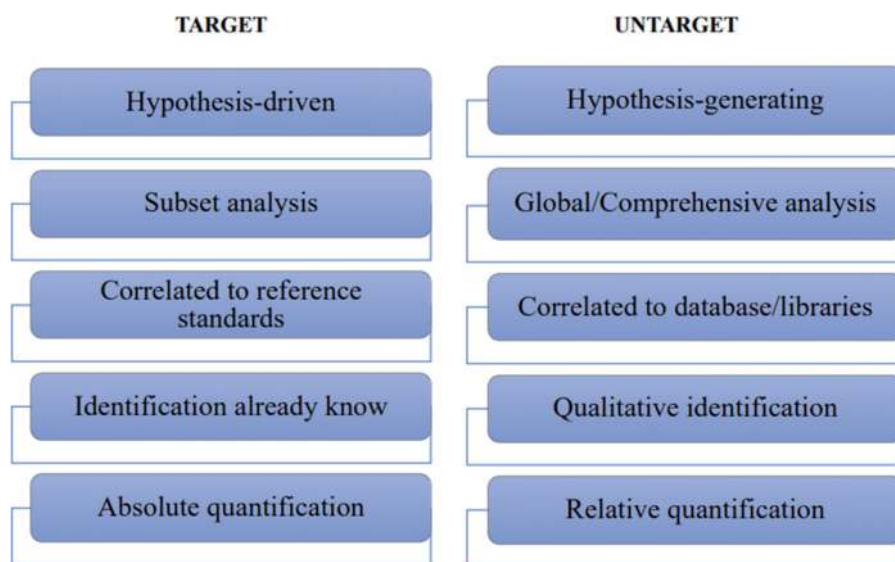 TARGET
UNTARGET
Hypothesis-driven
Hypothesis-generating
Subset analysis
Global/Comprehensive analysis
Correlated to reference
standards
Correlated to database/libraries
Identification already know
Qualitative identification
Absolute quantification
Relative quantification